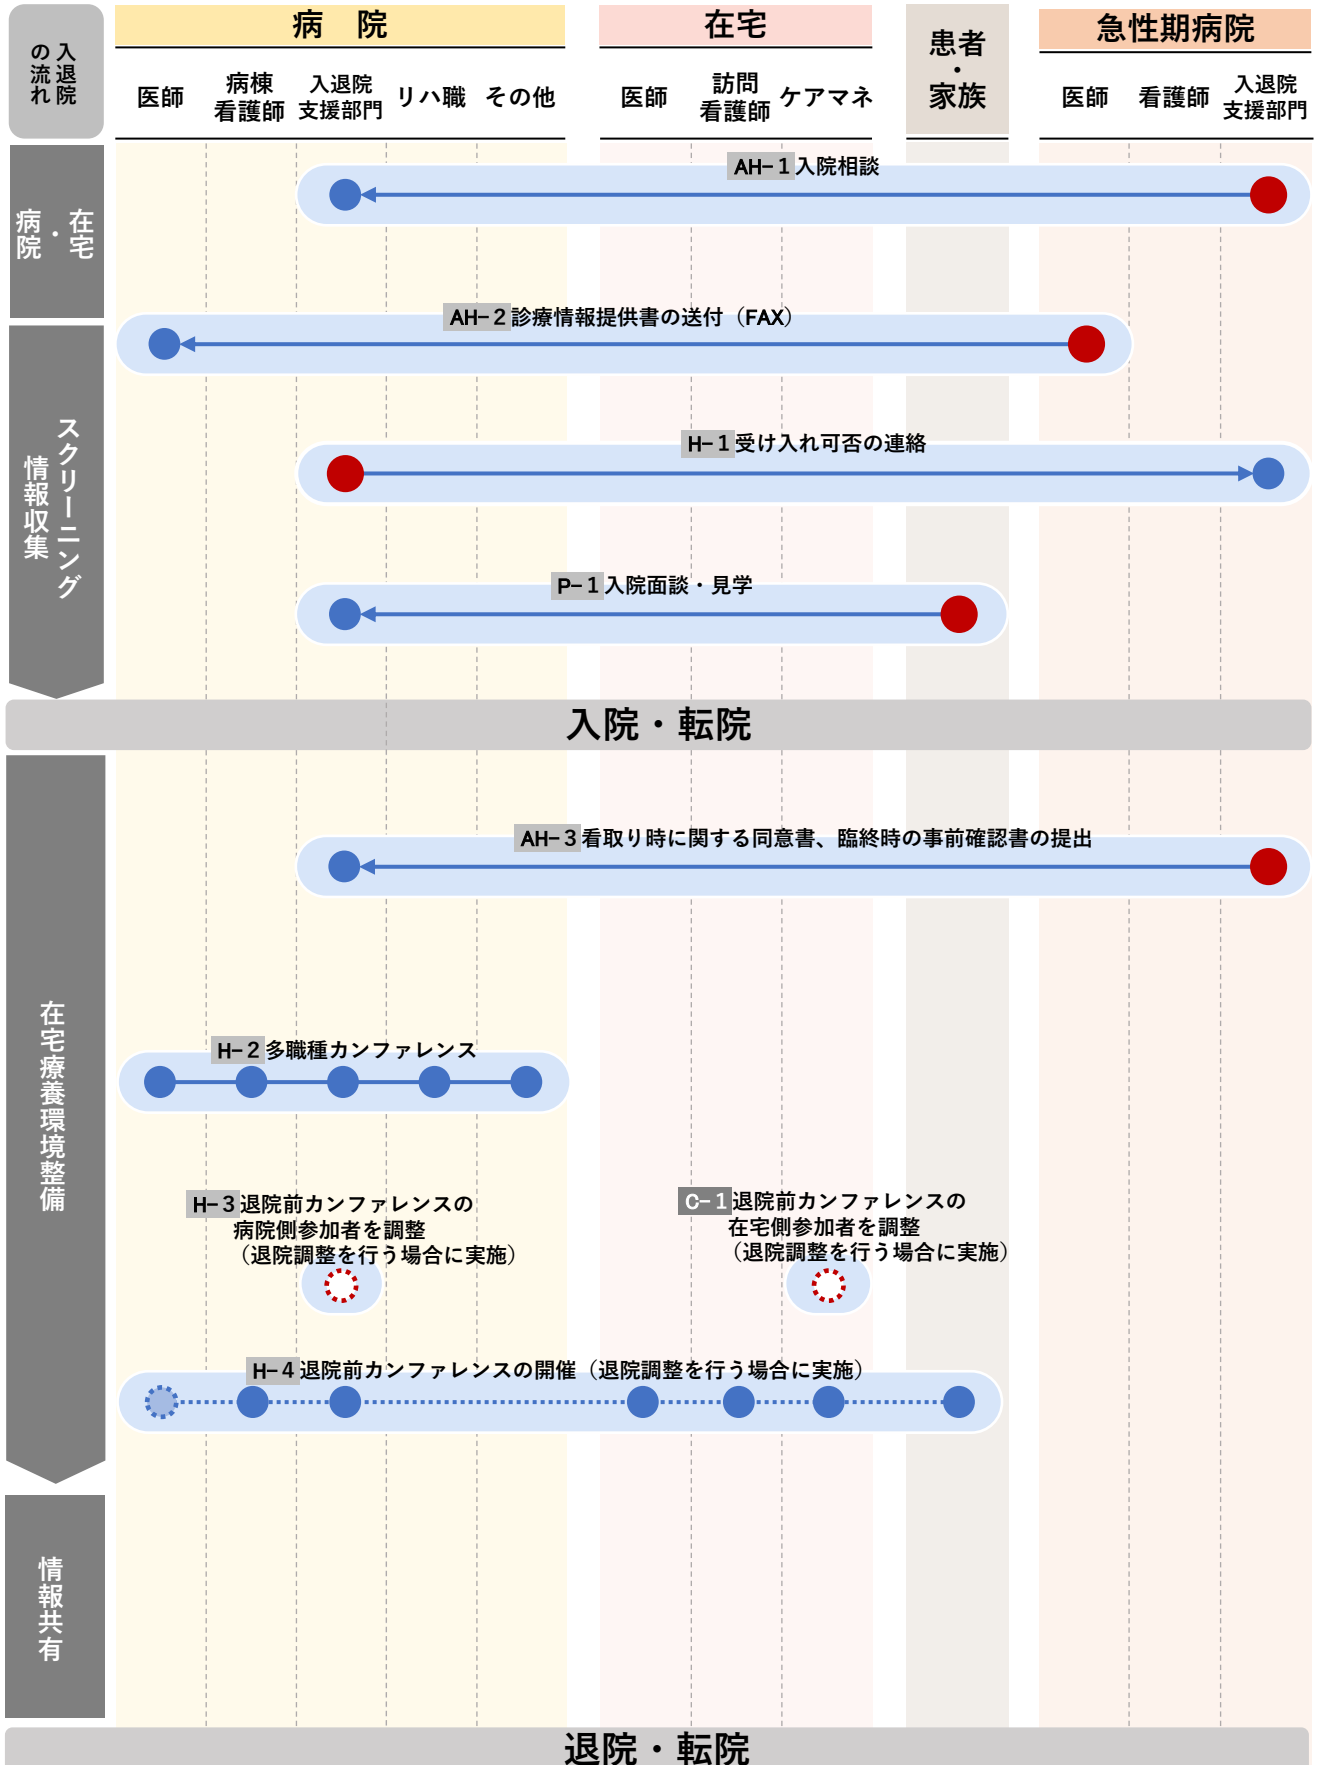 入退院
の流れ
病　院
在宅
患者
・
家族
急性期病院
医師
病棟
看護師
入退院
支援部門
リハ職
その他
医師
訪問
看護師
ケアマネ
医師
看護師
入退院
支援部門
在宅
・
病院
AH-1入院相談
AH-2診療情報提供書の送付（FAX）
スクリーニング
情報収集
H-1受け入れ可否の連絡
P-1入院面談・見学
入院・転院
AH-3看取り時に関する同意書、臨終時の事前確認書の提出
在宅療養環境整備
H-2多職種カンファレンス
H-3退院前カンファレンスの
病院側参加者を調整
（退院調整を行う場合に実施）
C-1退院前カンファレンスの
在宅側参加者を調整
（退院調整を行う場合に実施）
H-4退院前カンファレンスの開催（退院調整を行う場合に実施）
情報共有
退院・転院